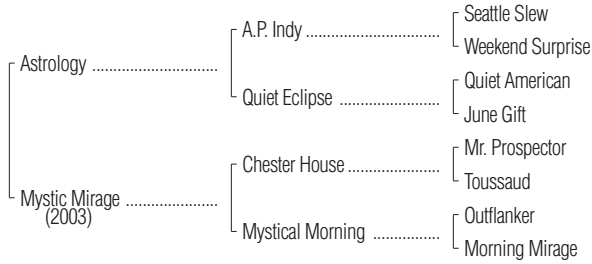 Seattle Slew
A.P. Indy ................................
Weekend Surprise
Astrology ..............................
Quiet American
Quiet Eclipse ........................
June Gift
Mr. Prospector
Chester House ......................
Toussaud
Mystic Mirage ......................
(2003)
Outflanker
Mystical Morning ................
Morning Mirage